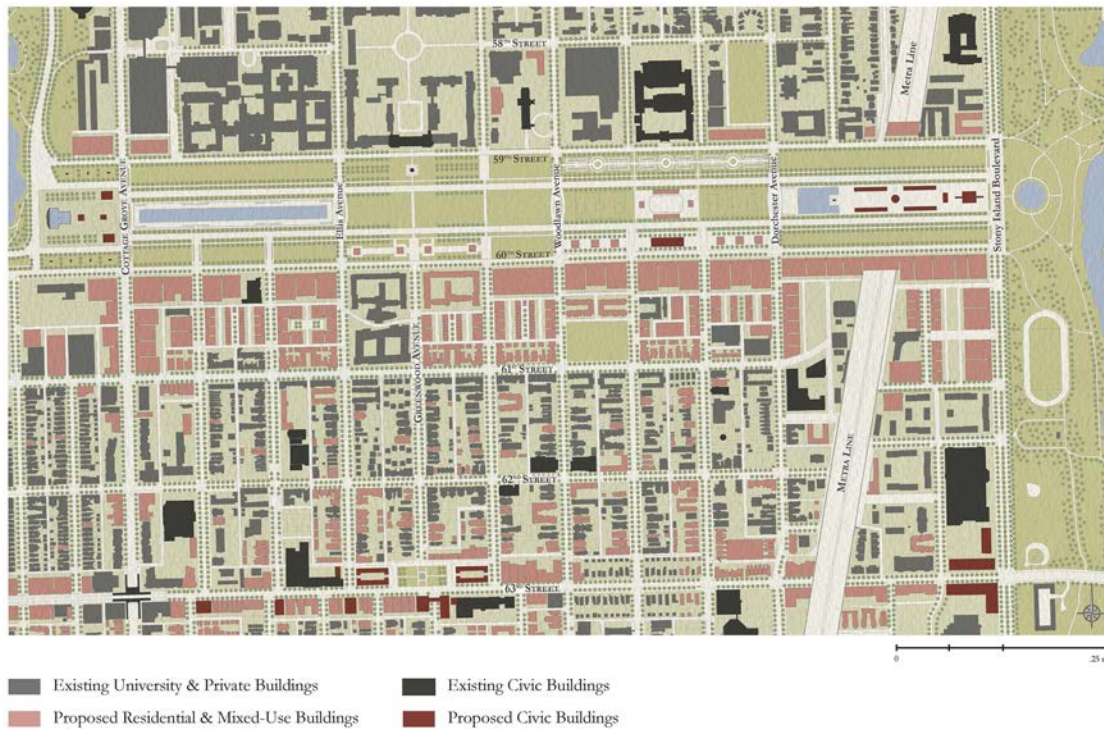 58TH STREET
METRA LINE
59TH STREET
COTTAGE GROVE AVENUE
ELLIS AVENUE
WOODLAWN AVENUE
DORCHESTER AVENUE
STONY ISLAND BOULEVARD
60TH STREET
GREENWOOD AVENUE
61ST STREET
METRA LINE
62ND STREET
63RD STREET
0 .25
Existing University & Private Buildings
Existing Civic Buildings
Proposed Residential & Mixed-Use Buildings
Proposed Civic Buildings